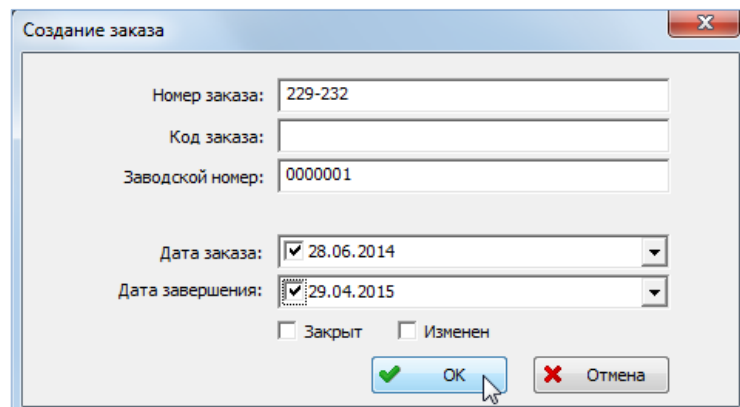 Создание заказа
Номер заказа: 229-232
Код заказа:
Заводской номер: 0000001
Дата заказа: 28.06.2014
Дата завершения: 29.04.2015
Закрыт Изменен
ОК Отмена